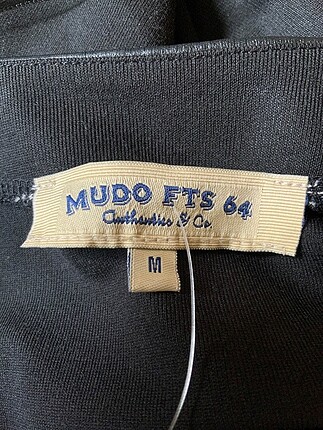 MUDO FTS 64
Authentics & Co.
M